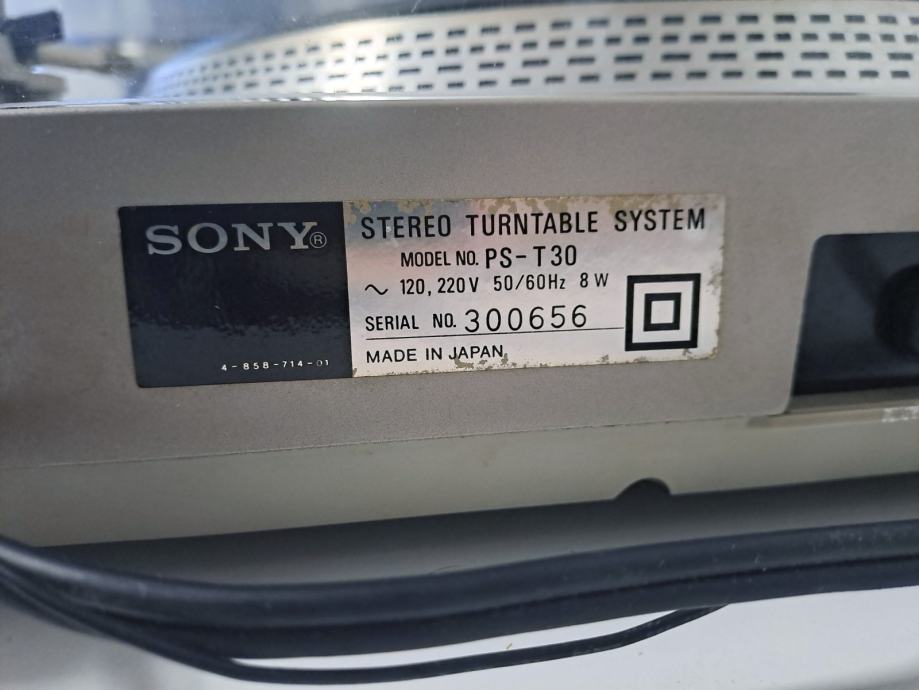 SONY®
4-858-714-01
STEREO TURNTABLE SYSTEM
MODEL NO. PS-T30
~ 120, 220V 50/60Hz 8W
SERIAL NO. 300656
MADE IN JAPAN